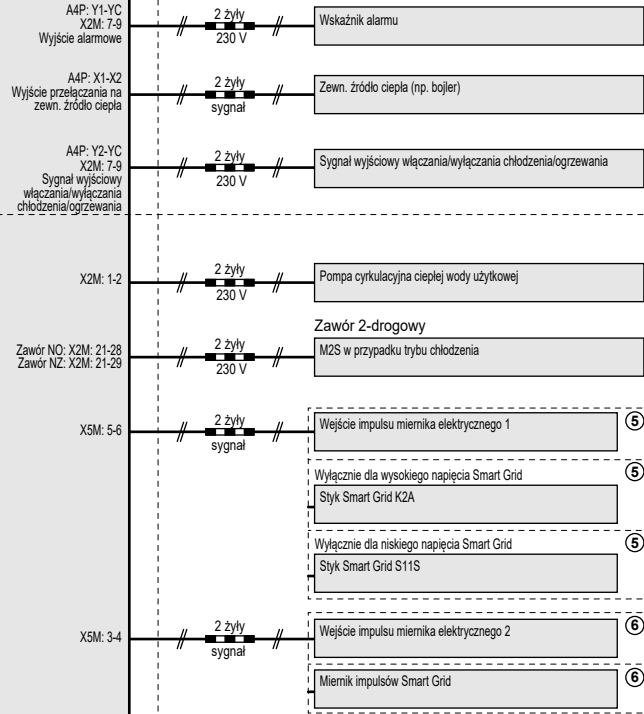 A4P: Y1-YC
X2M: 7-9
Wyjście alarmowe
2 żyły
230 V
Wskaźnik alarmu
A4P: X1-X2
Wyjście przełączania na
zewn. źródło ciepła
2 żyły
sygnał
Zewn. źródło ciepła (np. bojler)
A4P: Y2-YC
X2M: 7-9
Sygnał wyjściowy
włączania/wyłączania
chłodzenia/ogrzewania
2 żyły
230 V
Sygnał wyjściowy włączania/wyłączania chłodzenia/ogrzewania
X2M: 1-2
2 żyły
230 V
Pompa cyrkulacyjna ciepłej wody użytkowej
Zawór 2-drogowy
Zawór NO: X2M: 21-28
Zawór NZ: X2M: 21-29
2 żyły
230 V
M2S w przypadku trybu chłodzenia
X5M: 5-6
2 żyły
sygnał
Wejście impulsu miernika elektrycznego 1
5
Wyłącznie dla wysokiego napięcia Smart Grid
5
Styk Smart Grid K2A
Wyłącznie dla niskiego napięcia Smart Grid
5
Styk Smart Grid S11S
X5M: 3-4
2 żyły
sygnał
Wejście impulsu miernika elektrycznego 2
6
Miernik impulsów Smart Grid
6